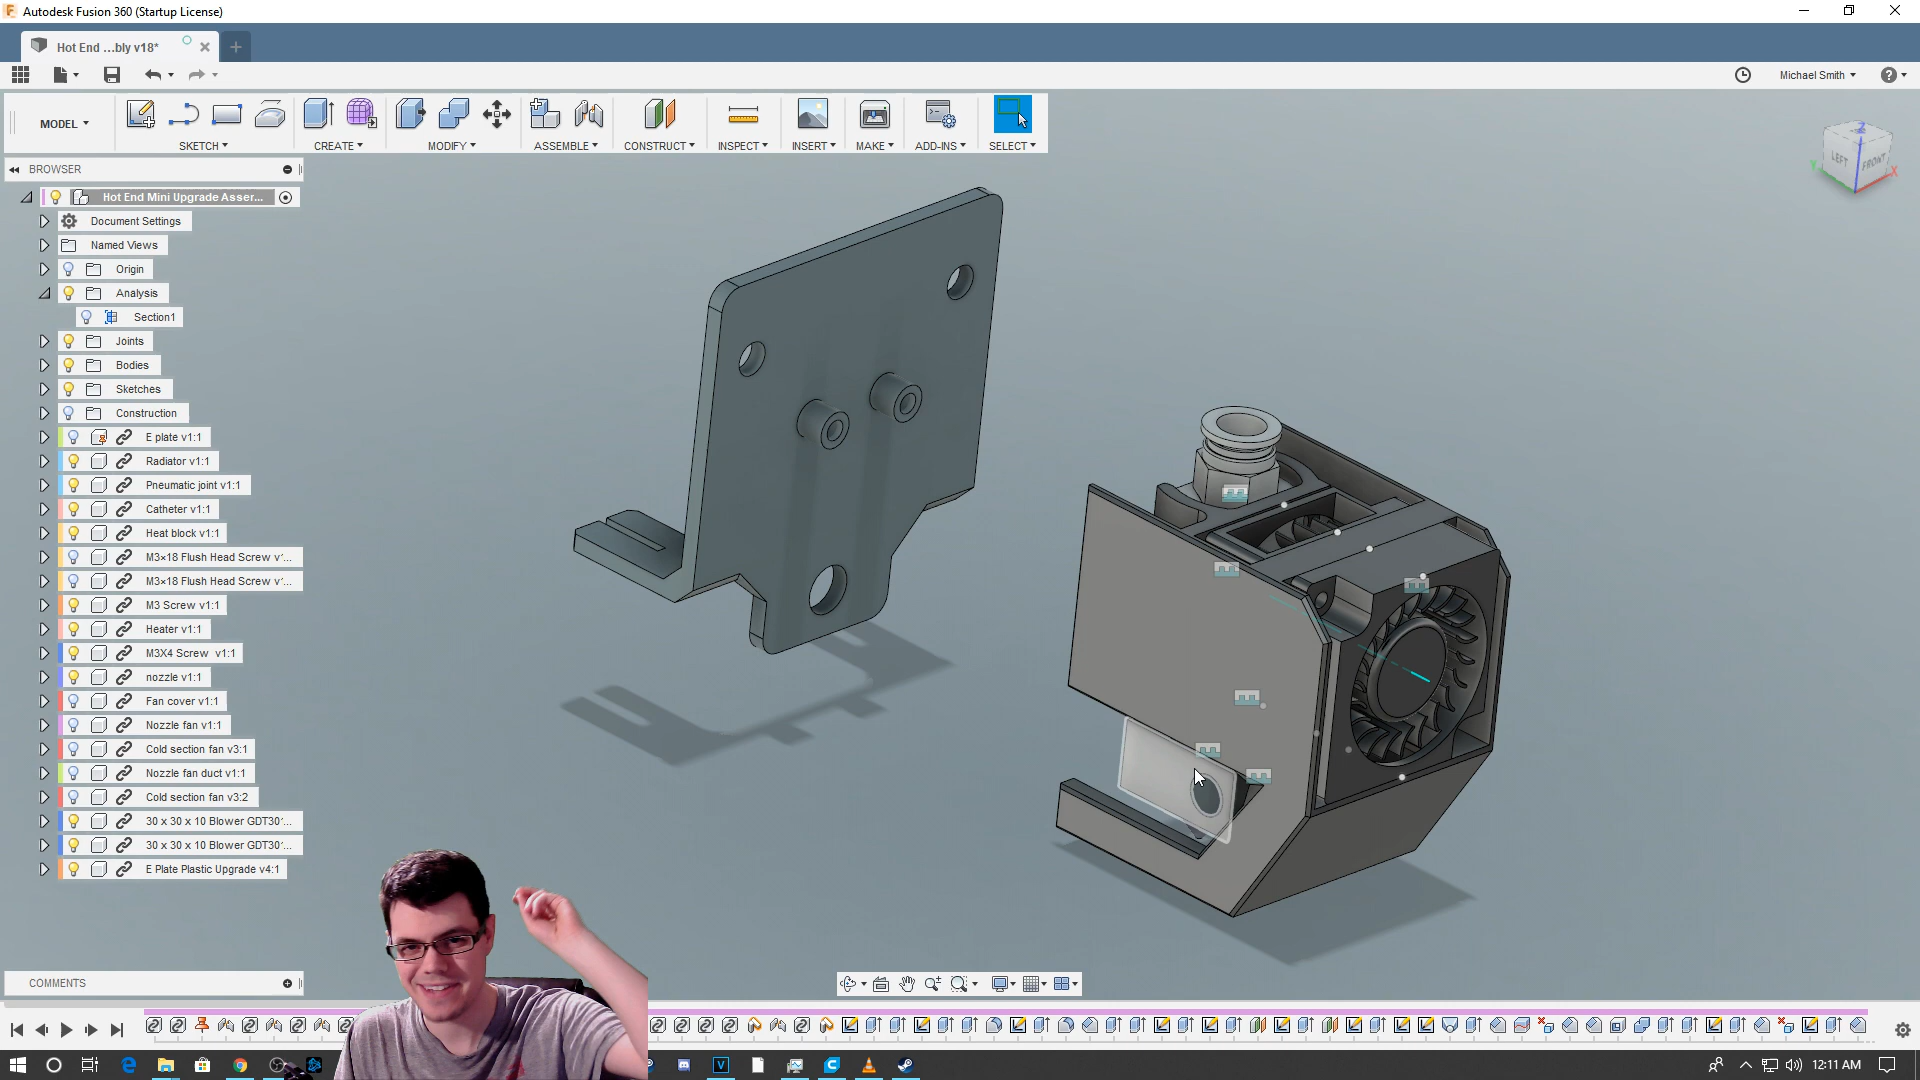 Autodesk Fusion 360 (Startup License)
Hot End ...bly v18*
Michael Smith
MODEL
SKETCH
CREATE
MODIFY
ASSEMBLE
CONSTRUCT
INSPECT
INSERT
MAKE
ADD-INS
SELECT
Z
LEFT
FRONT
Y
X
BROWSER
Hot End Mini Upgrade Asser...
Document Settings
Named Views
Origin
Analysis
Section1
Joints
Bodies
Sketches
Construction
E plate v1:1
Radiator v1:1
Pneumatic joint v1:1
Catheter v1:1
Heat block v1:1
M3×18 Flush Head Screw v'...
M3×18 Flush Head Screw v'...
M3 Screw v1:1
Heater v1:1
M3X4 Screw v1:1
nozzle v1:1
Fan cover v1:1
Nozzle fan v1:1
Cold section fan v3:1
Nozzle fan duct v1:1
Cold section fan v3:2
30 x 30 x 10 Blower GDT30'...
30 x 30 x 10 Blower GDT30'...
E Plate Plastic Upgrade v4:1
COMMENTS
12:11 AM